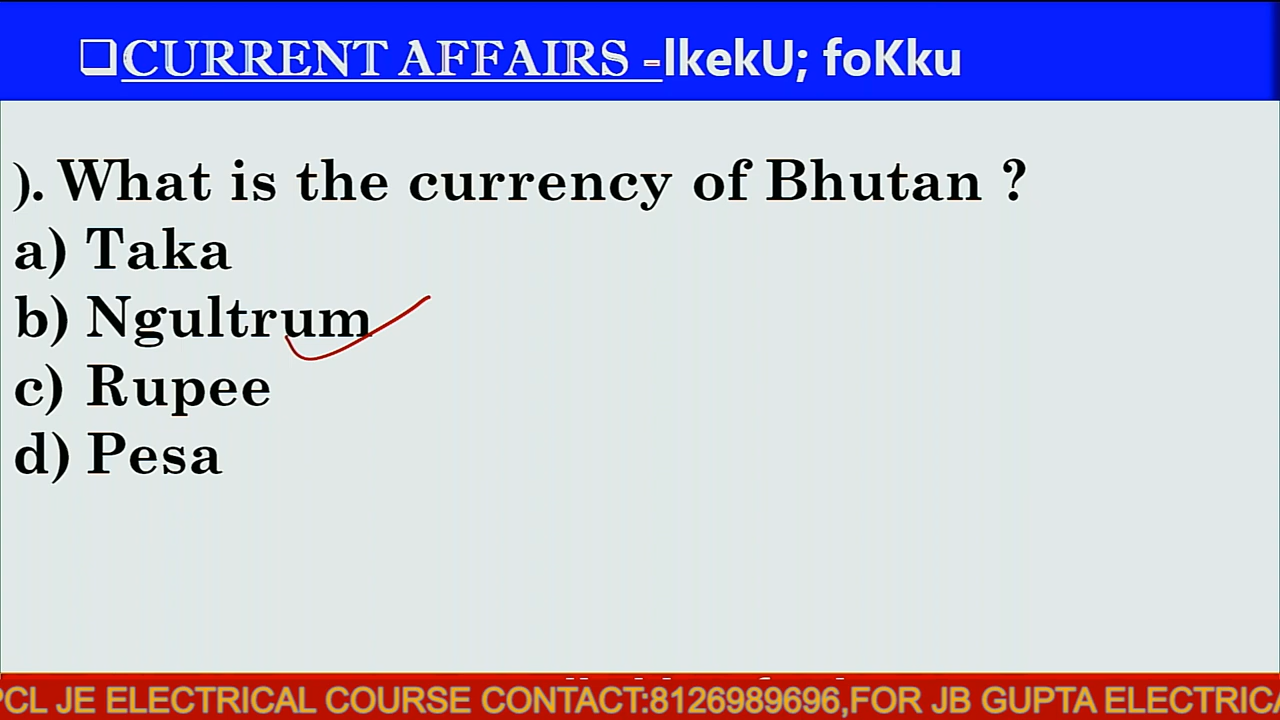 ❑CURRENT AFFAIRS -lkekU; foKku
). What is the currency of Bhutan ?
a) Taka
b) Ngultrum
c) Rupee
d) Pesa
PCL JE ELECTRICAL COURSE CONTACT:8126989696,FOR JB GUPTA ELECTRICA